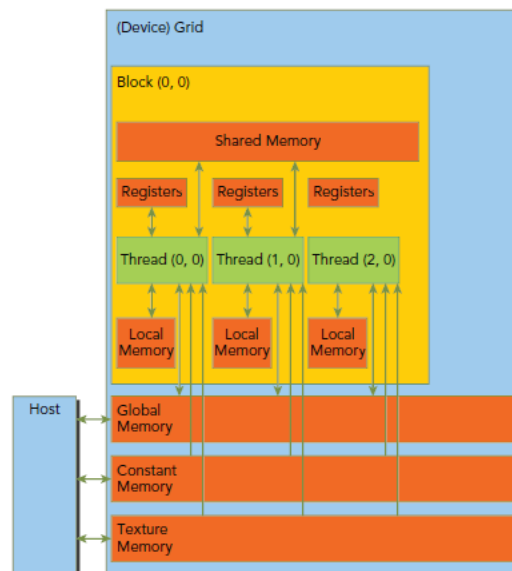 (Device) Grid
Block (0, 0)
Shared Memory
Registers
Registers
Registers
Thread (0, 0)
Thread (1, 0)
Thread (2, 0)
Local
Memory
Local
Memory
Local
Memory
Host
Global
Memory
Constant
Memory
Texture
Memory